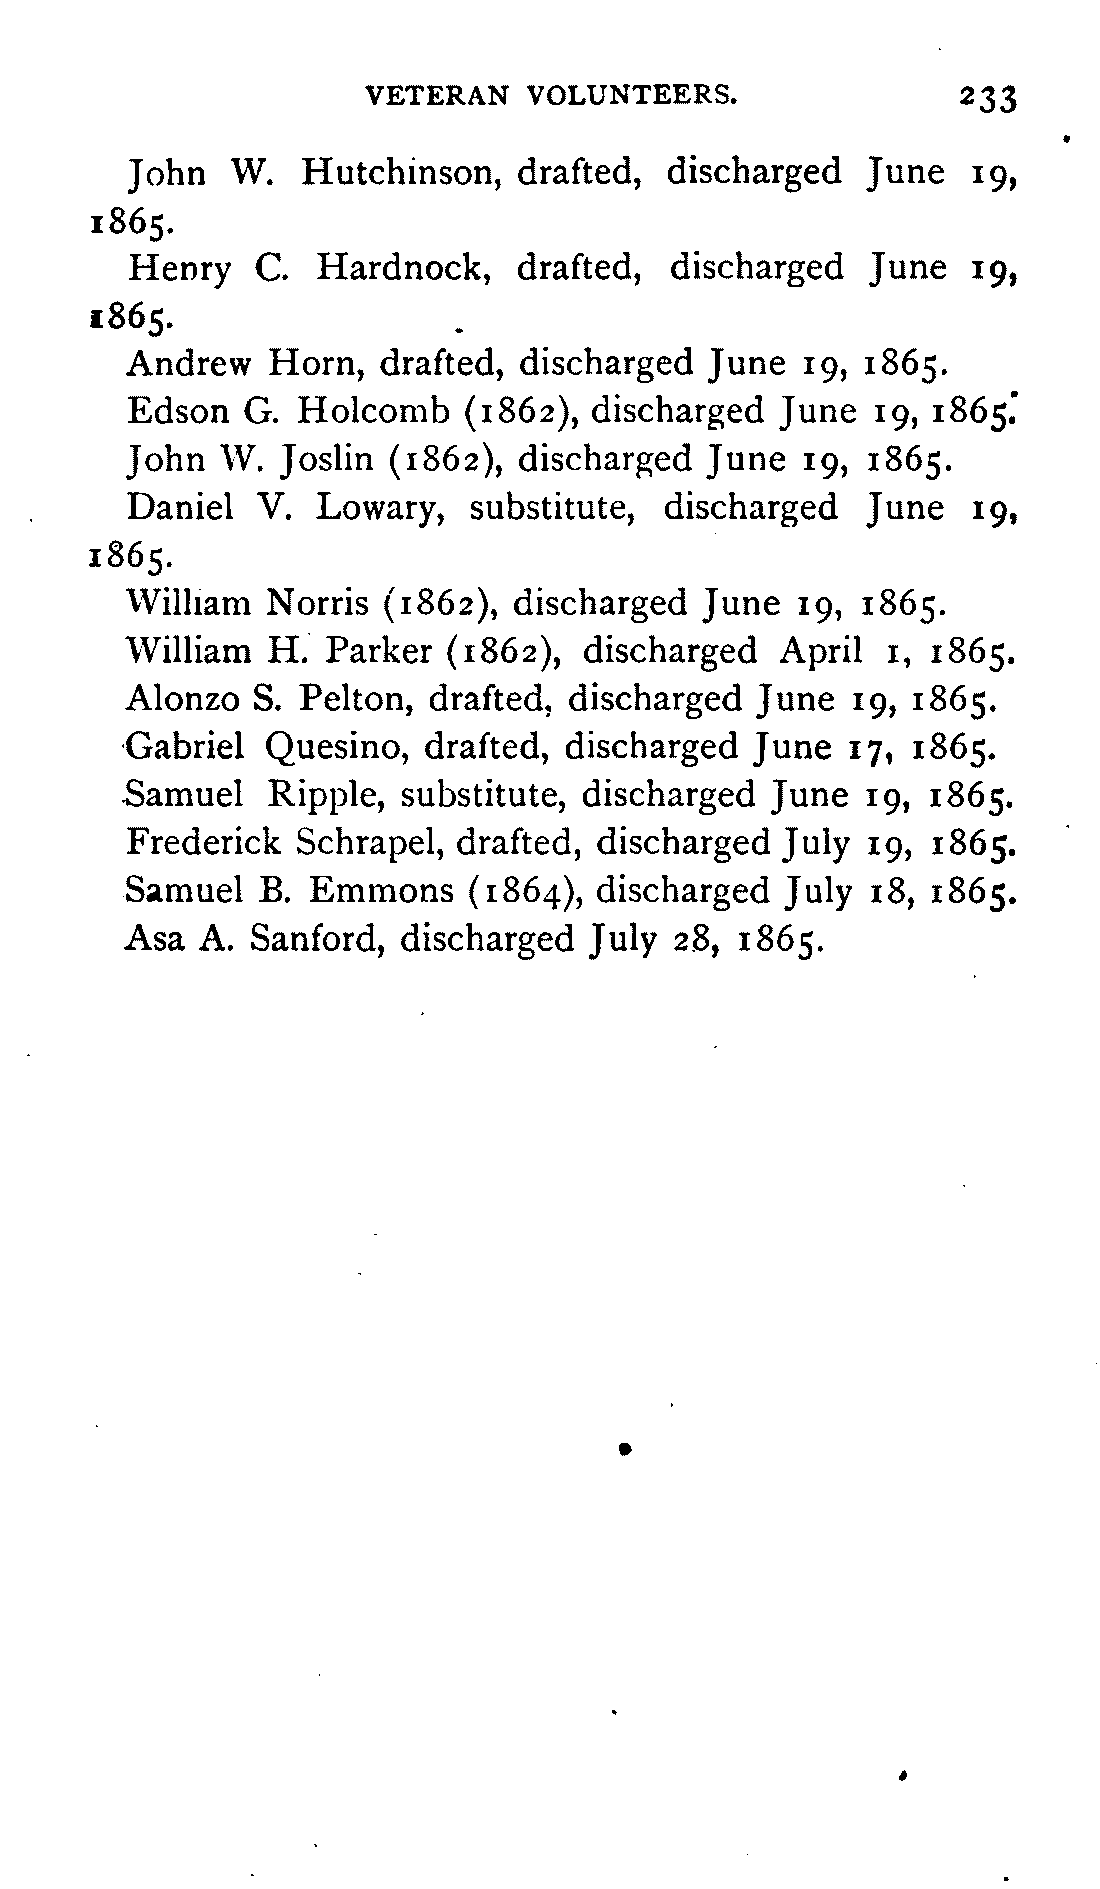 VETERAN VOLUNTEERS. 233
John W. Hutchinson, drafted, discharged June 19,
1865.
Henry C. Hardnock, drafted, discharged June 19,
1865.
Andrew Horn, drafted, discharged June 19, 1865.
Edson G. Holcomb (1862), discharged June 19, 1865.
John W. Joslin (1862), discharged June 19, 1865.
Daniel V. Lowary, substitute, discharged June 19,
1865.
William Norris (1862), discharged June 19, 1865.
William H. Parker (1862), discharged April 1, 1865.
Alonzo S. Pelton, drafted, discharged June 19, 1865.
Gabriel Quesino, drafted, discharged June 17, 1865.
Samuel Ripple, substitute, discharged June 19, 1865.
Frederick Schrapel, drafted, discharged July 19, 1865.
Samuel B. Emmons (1864), discharged July 18, 1865.
Asa A. Sanford, discharged July 28, 1865.